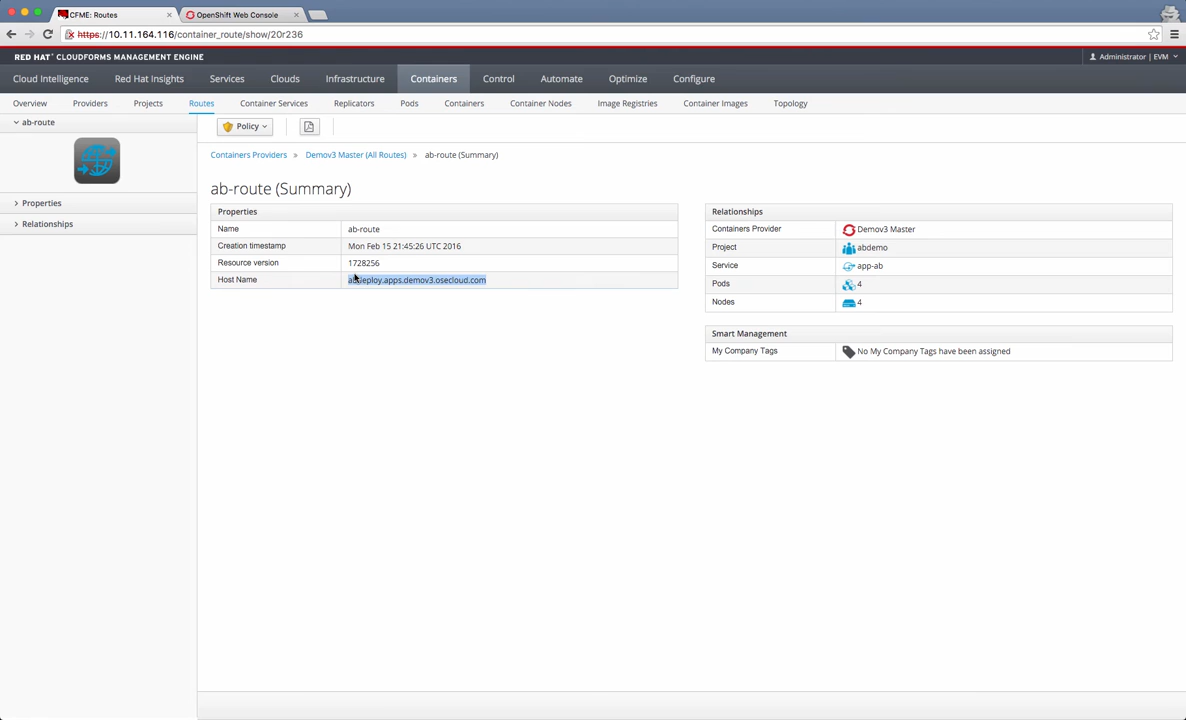 CFME: Routes
OpenShift Web Console
https://10.11.164.116/container_route/show/20r236
RED HAT CLOUDFORMS MANAGEMENT ENGINE
Administrator | EVM
Cloud Intelligence Red Hat Insights Services Clouds Infrastructure Containers Control Automate Optimize Configure
Overview Providers Projects Routes Container Services Replicators Pods Containers Container Nodes Image Registries Container Images Topology
ab-route
Properties
Relationships
Policy
Containers Providers » Demov3 Master (All Routes) » ab-route (Summary)
ab-route (Summary)
Properties
Name ab-route
Creation timestamp Mon Feb 15 21:45:26 UTC 2016
Resource version 1728256
Host Name apps.demov3.osecloud.com
Relationships
Containers Provider Demov3 Master
Project abdemo
Service app-ab
Pods 4
Nodes 4
Smart Management
My Company Tags No My Company Tags have been assigned